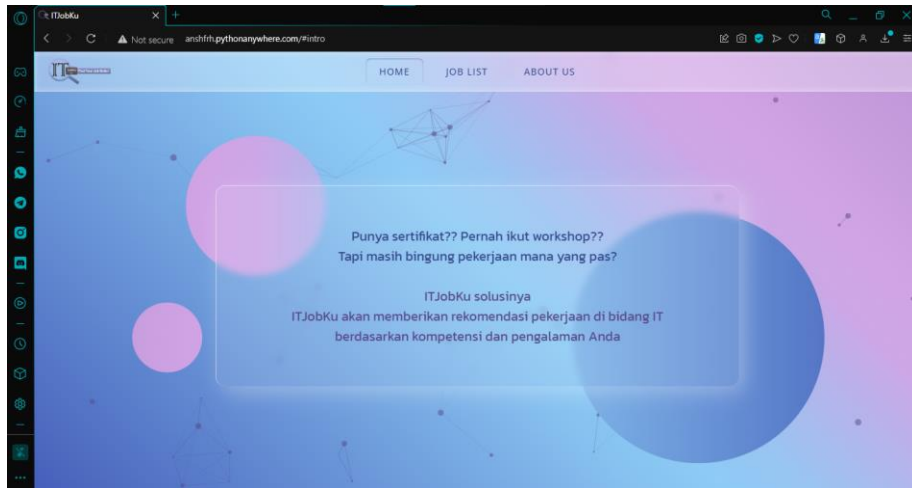 ITJobKu
Not secure anshfrh.pythonanywhere.com/#intro
IT
HOME JOB LIST ABOUT US
Punya sertifikat?? Pernah ikut workshop??
Tapi masih bingung pekerjaan mana yang pas?
ITJobKu solusinya
ITJobKu akan memberikan rekomendasi pekerjaan di bidang IT
berdasarkan kompetensi dan pengalaman Anda